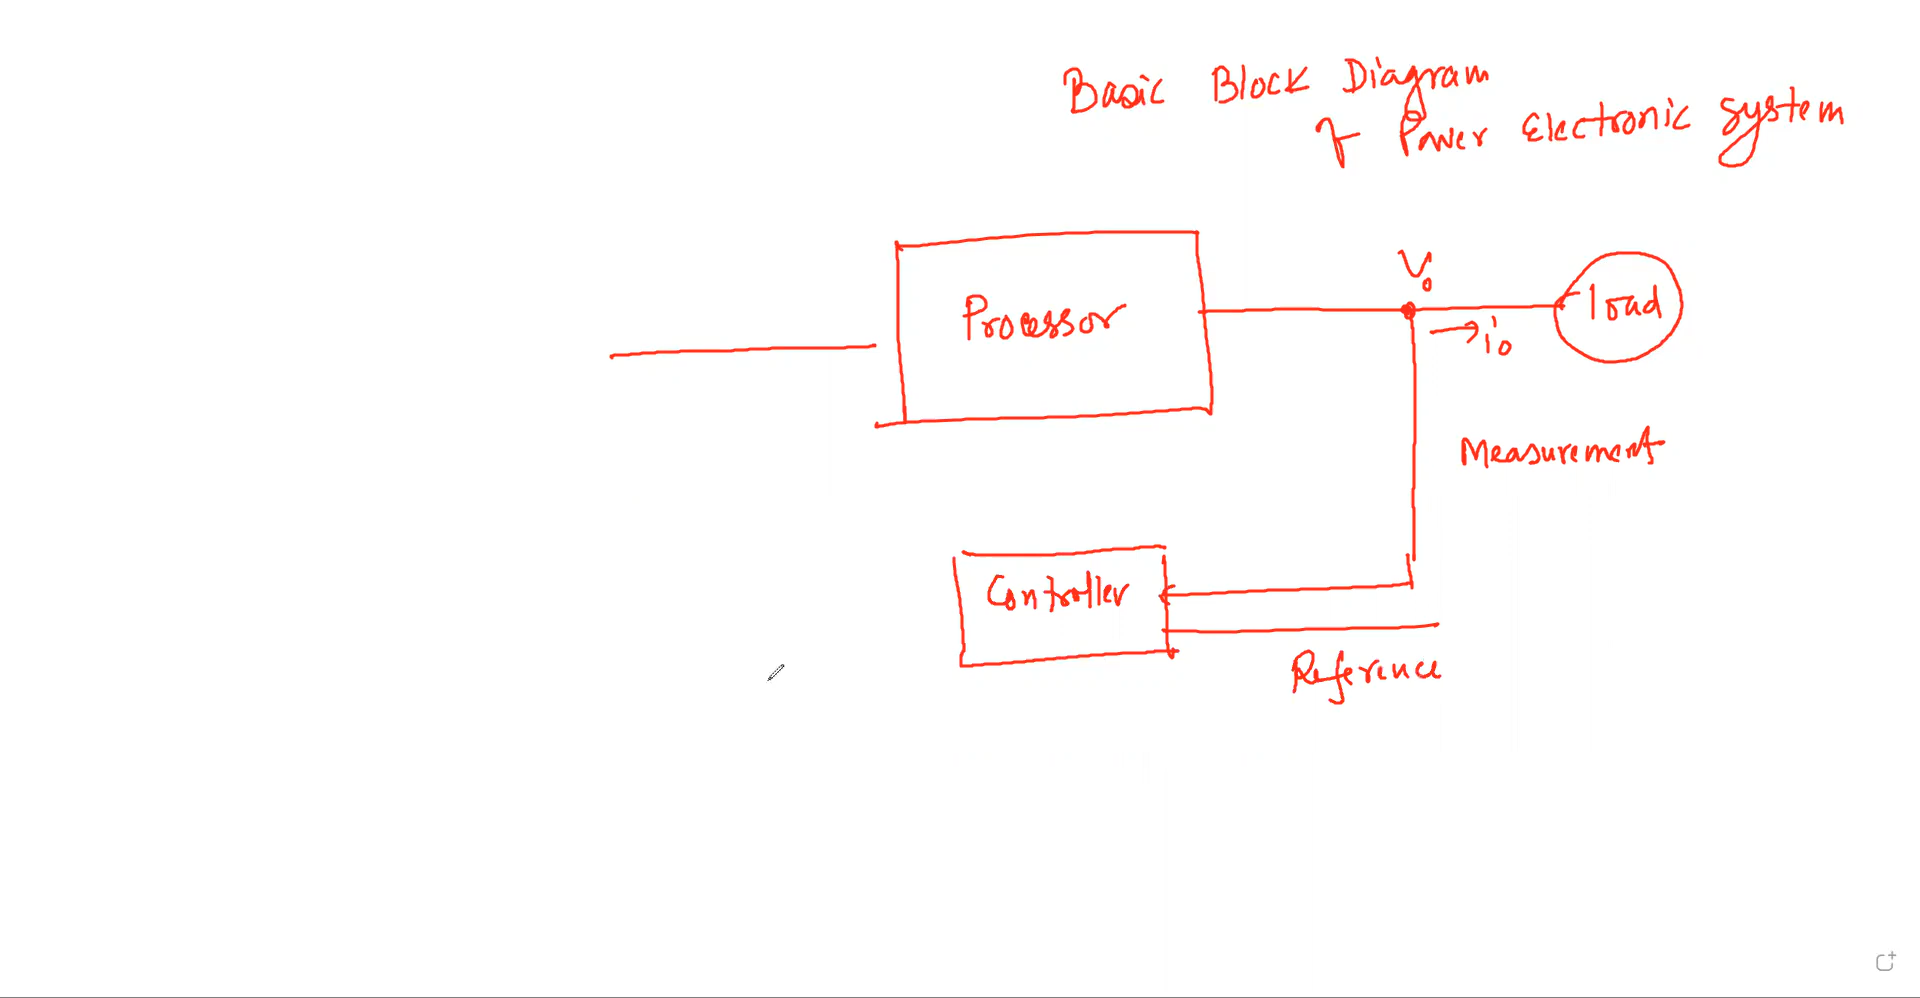 Basic Block Diagram
of Power Electronic system
Processor
V₀
i₀
load
Measurement
Controller
Reference